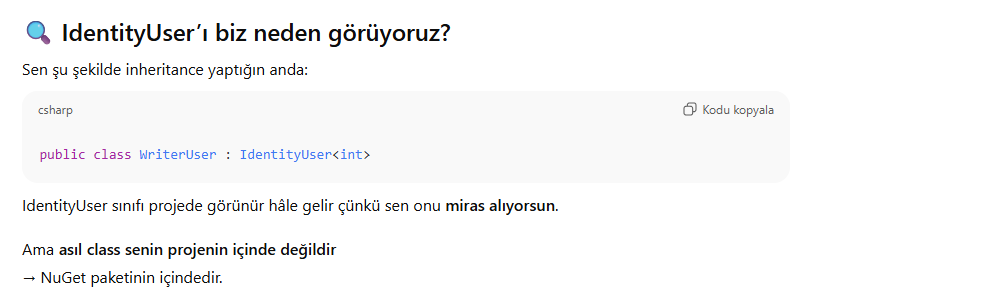 🔍 IdentityUser’ı biz neden görüyoruz?
Sen şu şekilde inheritance yaptığın anda:
csharp
Kodu kopyala
public class WriterUser : IdentityUser<int>
IdentityUser sınıfı projede görünür hâle gelir çünkü sen onu miras alıyorsun.
Ama asıl class senin projenin içinde değildir
→ NuGet paketinin içindedir.